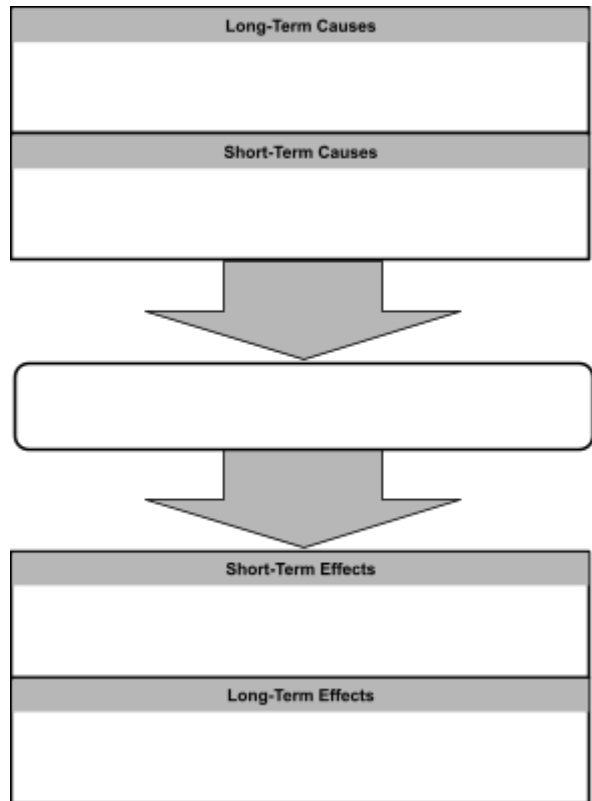 Long-Term Causes
Short-Term Causes
Short-Term Effects
Long-Term Effects